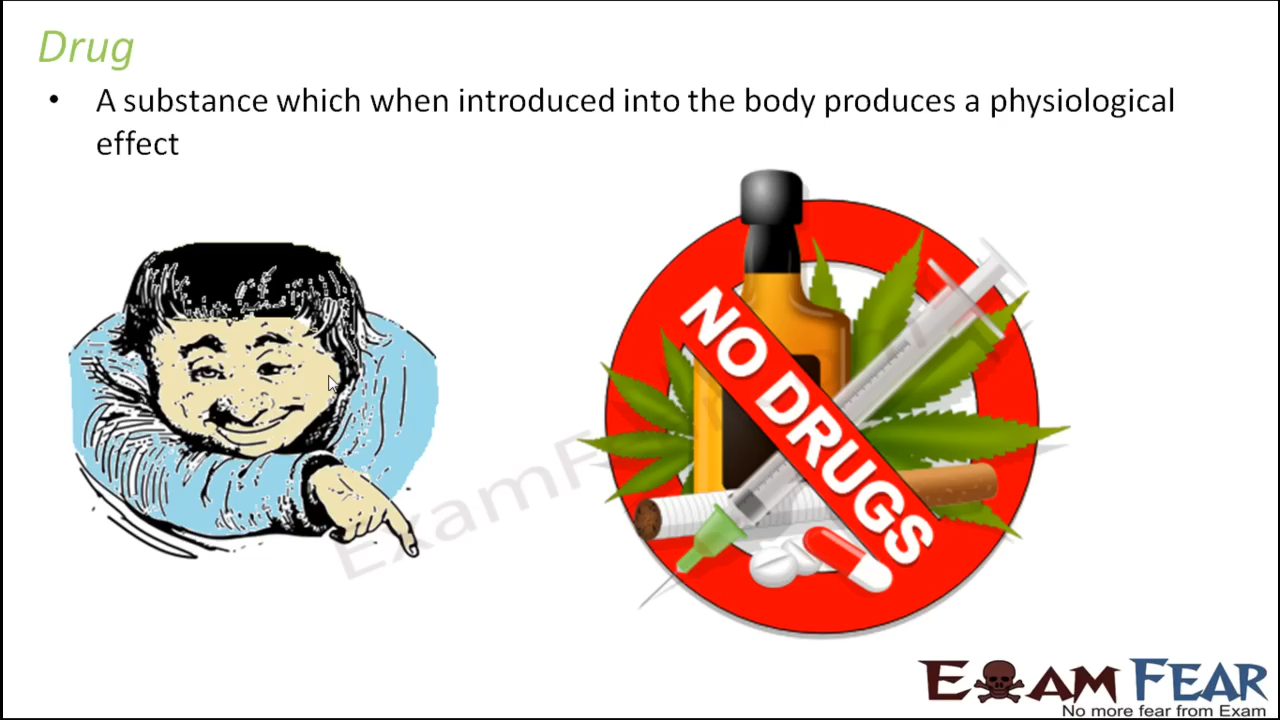 Drug
• A substance which when introduced into the body produces a physiological
effect
NO DRUGS
ExamF
EXAM FEAR
No more fear from Exam